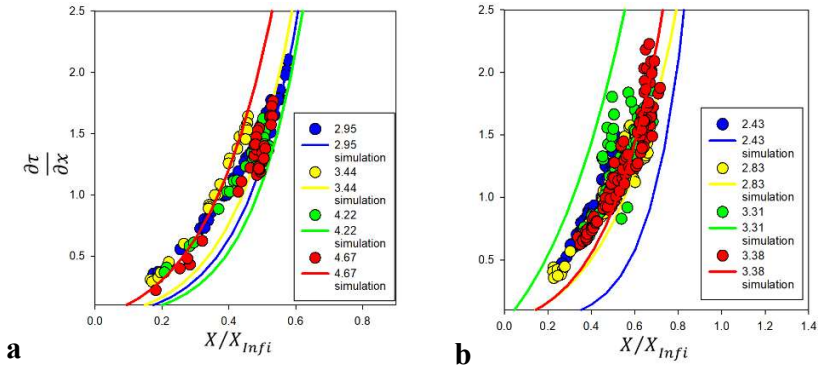 2.5
2.0
1.5
1.0
0.5
∂τ
∂x
2.95
2.95
simulation
3.44
3.44
simulation
4.22
4.22
simulation
4.67
4.67
simulation
0.0 0.2 0.4 0.6 0.8
X/X_Infi
a
2.5
2.0
1.5
1.0
0.5
2.43
2.43
simulation
2.83
2.83
simulation
3.31
3.31
simulation
3.38
3.38
simulation
0.0 0.2 0.4 0.6 0.8 1.0 1.2 1.4
X/X_Infi
b